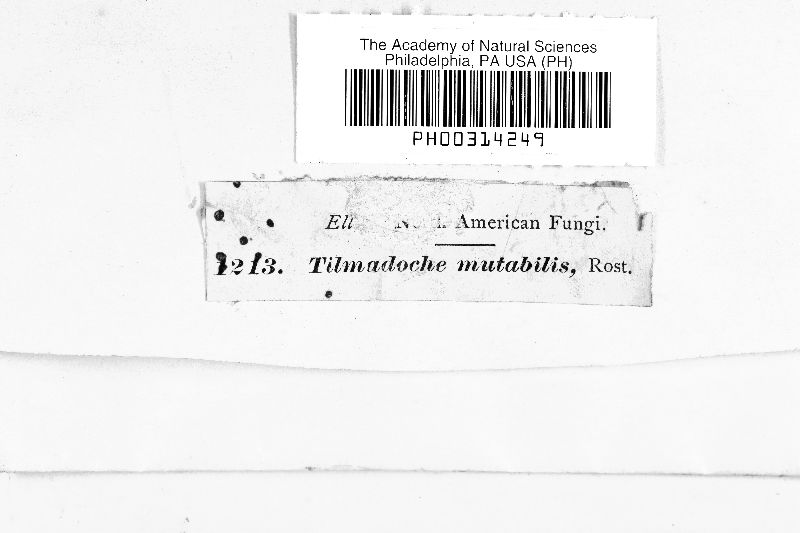 The Academy of Natural Sciences
Philadelphia, PA USA (PH)
PH00314249
American Fungi.
1213. Tilmadoche mutabilis, Rost.